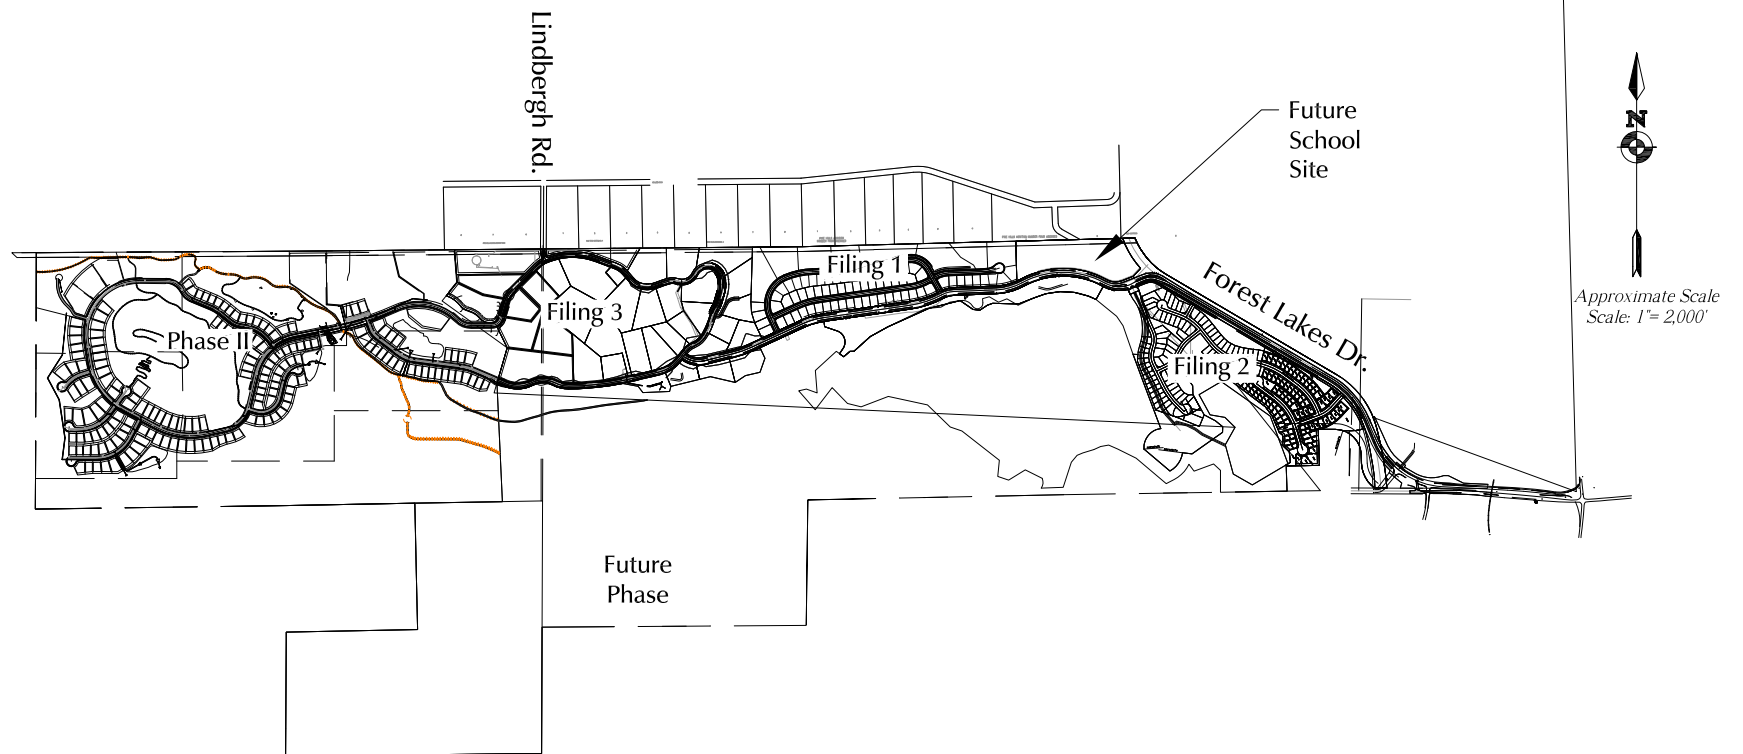 Lindbergh Rd.
Future
School
Site
N
Forest Lakes Dr.
Approximate Scale
Scale: 1"= 2,000'
Filing 1
Filing 3
Phase II
Filing 2
Future
Phase